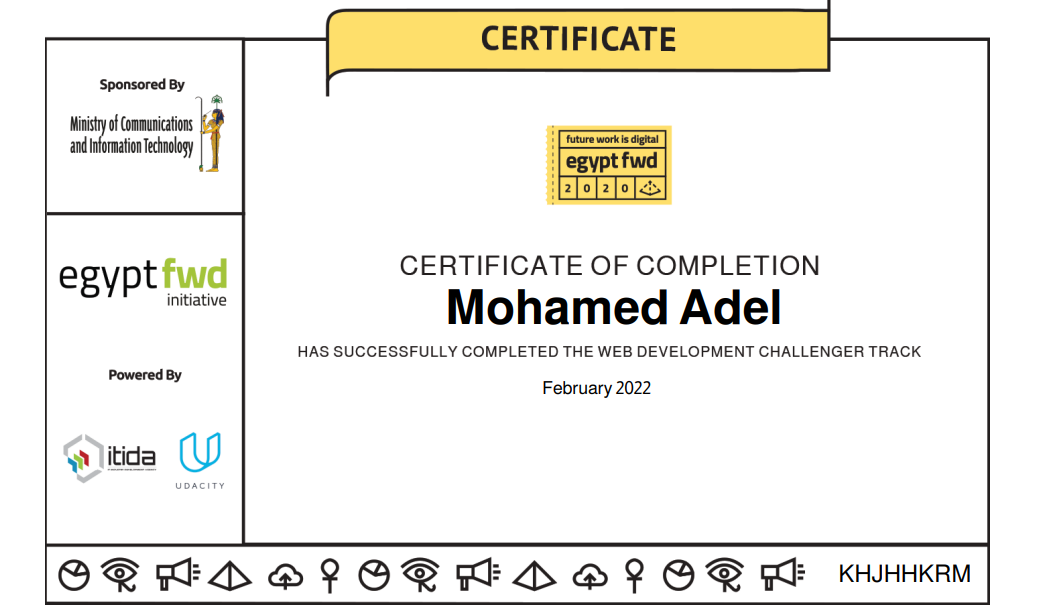 CERTIFICATE
Sponsored By
Ministry of Communications
and Information Technology
egypt fwd
initiative
Powered By
itida
UDACITY
future work is digital
egypt fwd
2 0 2 0
CERTIFICATE OF COMPLETION
Mohamed Adel
HAS SUCCESSFULLY COMPLETED THE WEB DEVELOPMENT CHALLENGER TRACK
February 2022
KHJHHKRM